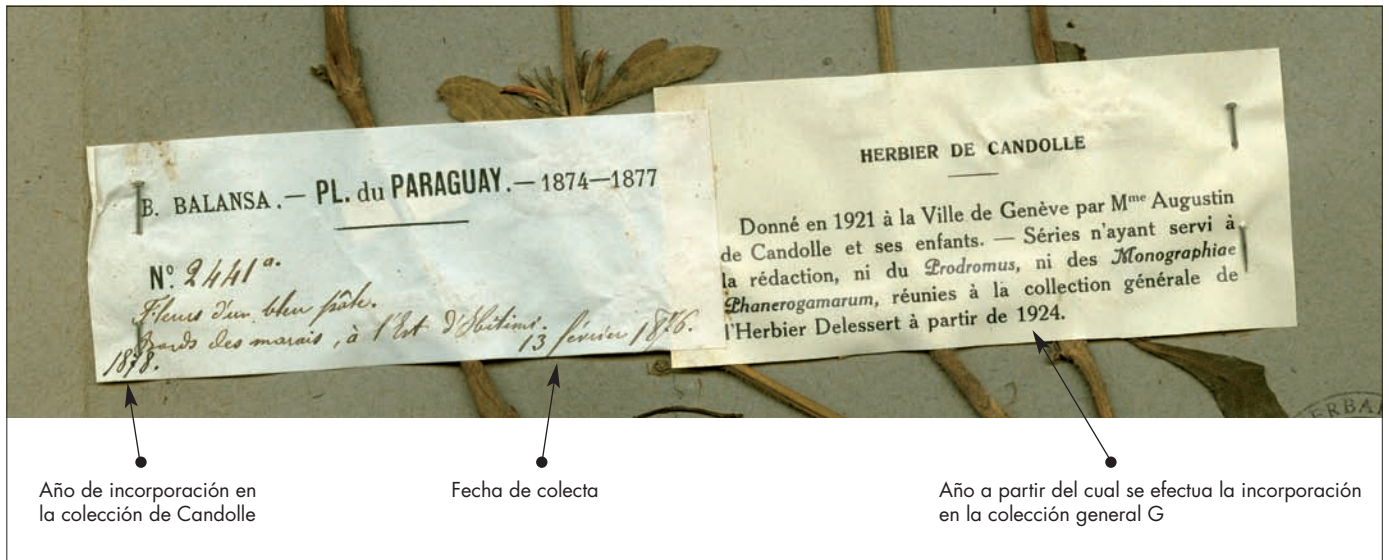 B. BALANSA. — PL. du PARAGUAY. — 1874—1877
N° 2441a.
Fleurs d'un bleu pâle.
Bords des marais, à l'Est d'Ititimi.
13 février 1876.
1878.
HERBIER DE CANDOLLE
Donné en 1921 à la Ville de Genève par Mme Augustin
de Candolle et ses enfants. — Séries n'ayant servi à
la rédaction, ni du Prodromus, ni des Monographiae
Phanerogamarum, réunies à la collection générale de
l'Herbier Delessert à partir de 1924.
ERBA
Año de incorporación en
la colección de Candolle
Fecha de colecta
Año a partir del cual se efectua la incorporación
en la colección general G